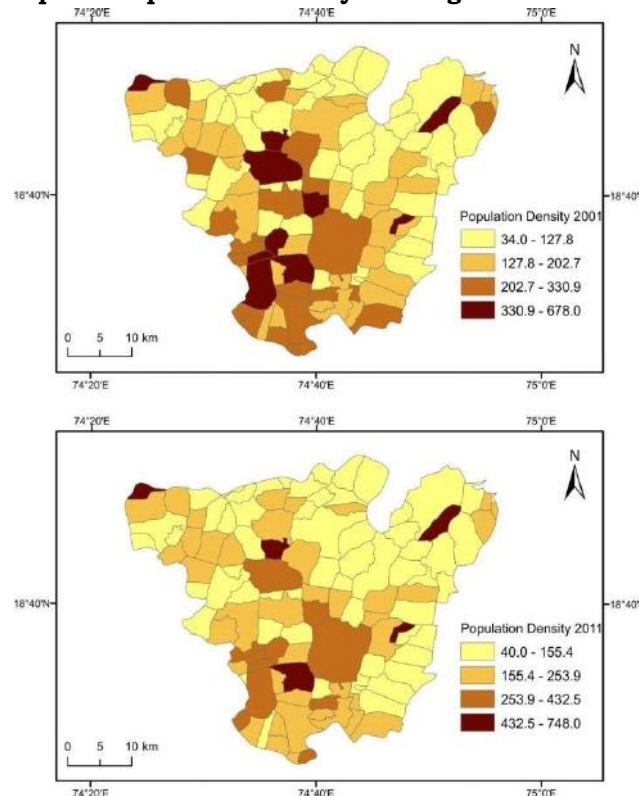 74°20'E 74°40'E 75°0'E
N
18°40'N 18°40'N
Population Density 2001
34.0 - 127.8
127.8 - 202.7
202.7 - 330.9
330.9 - 678.0
0 5 10 km
74°20'E 74°40'E 75°0'E
74°20'E 74°40'E 75°0'E
N
18°40'N 18°40'N
Population Density 2011
40.0 - 155.4
155.4 - 253.9
253.9 - 432.5
432.5 - 748.0
0 5 10 km
74°20'E 74°40'E 75°0'E